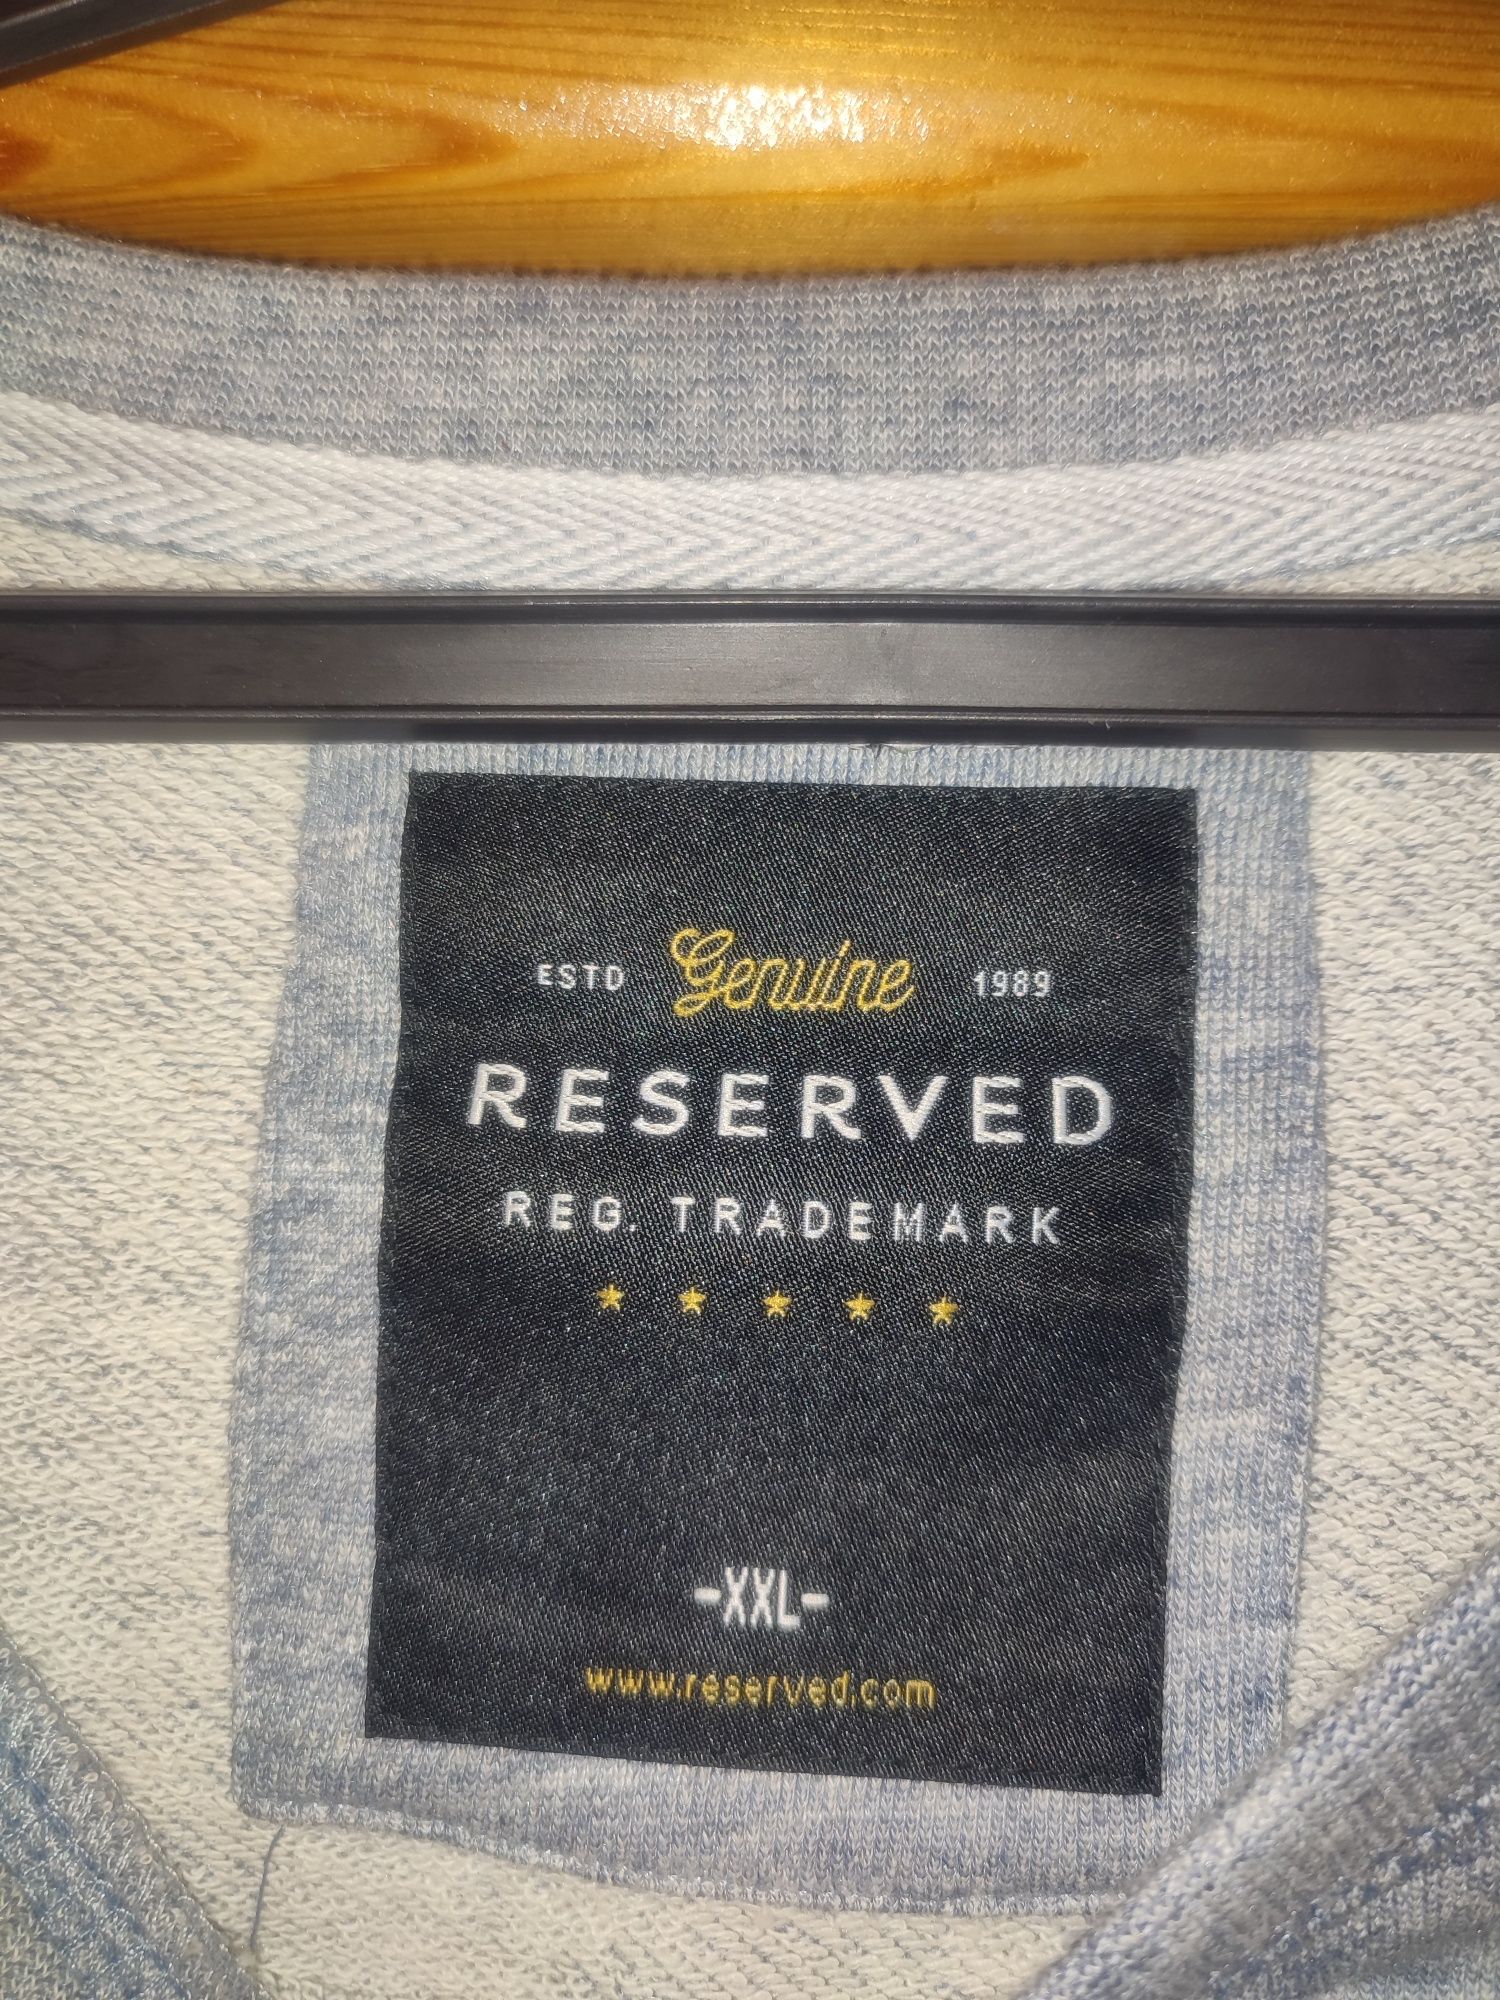 ESTD Genuine 1989
RESERVED
REG. TRADEMARK
-XXL-
www.reserved.com